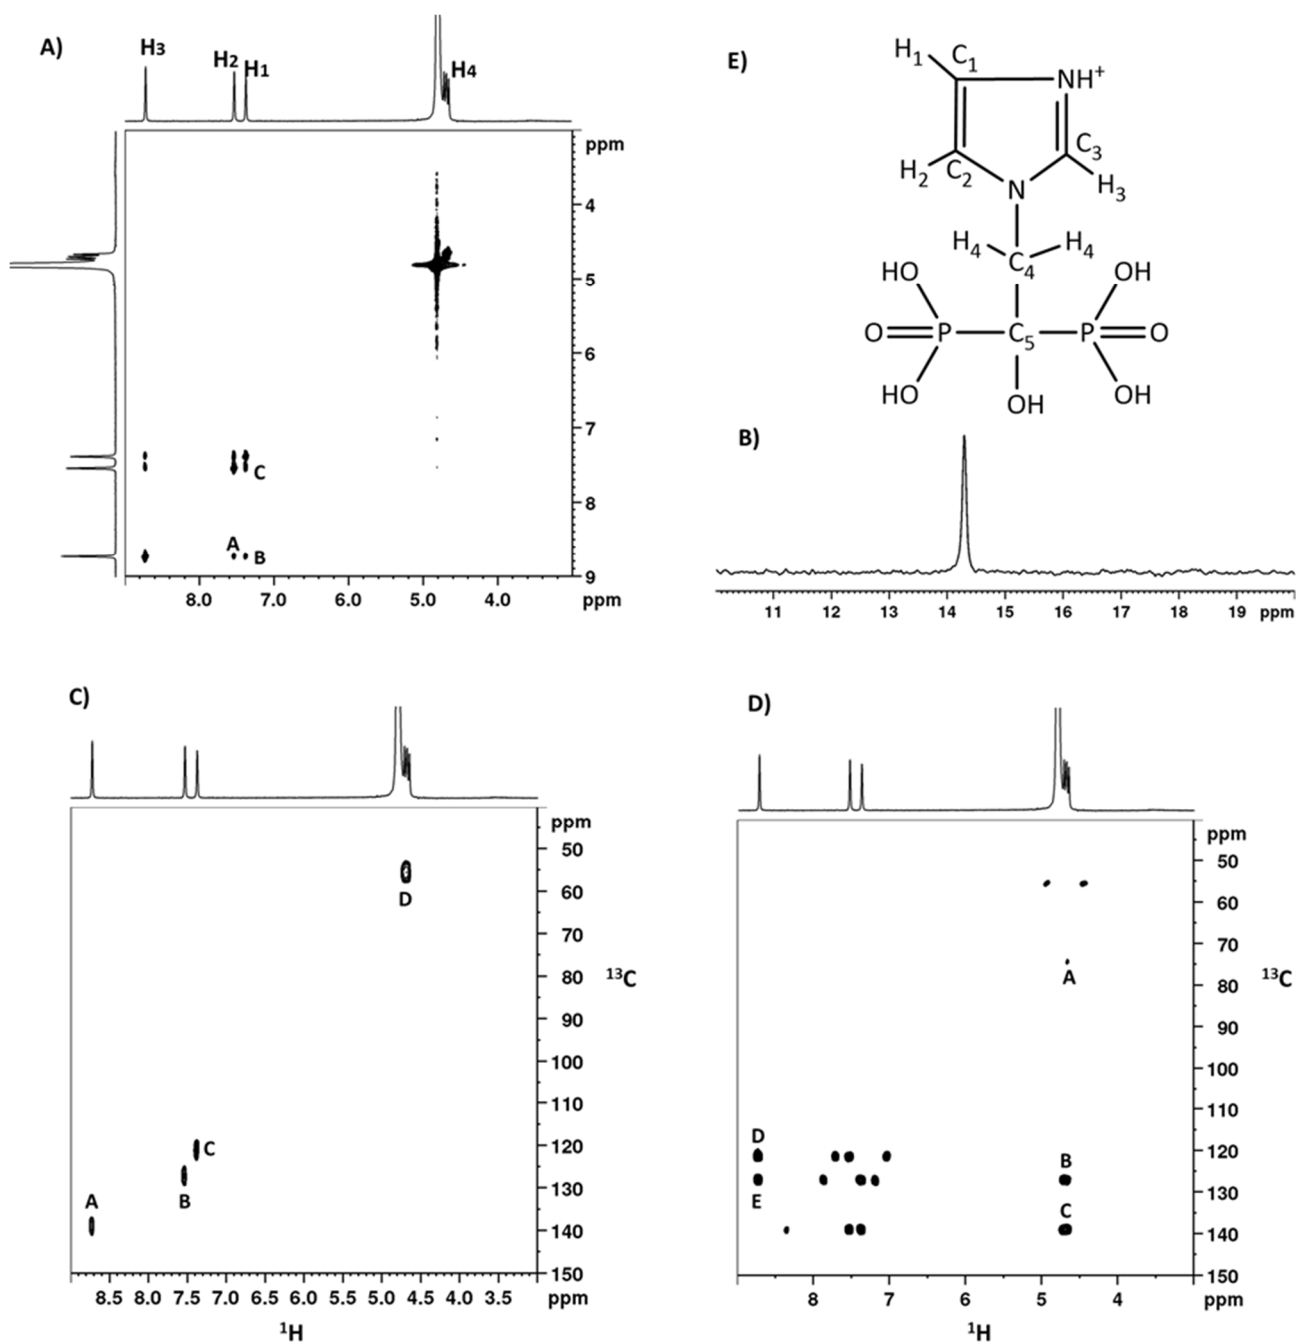 A)
H3
H2
H1
H4
ppm
4
5
6
7
8
9
C
A
B
8.0 7.0 6.0 5.0 4.0 ppm
E)
H1
C1
NH+
H2
C2
C3
H3
N
H4
H4
C4
HO
OH
O
P
C5
P
O
HO
OH
OH
B)
11 12 13 14 15 16 17 18 19 ppm
C)
ppm
50
60
70
80
90
100
110
120
130
140
150
13C
D
C
B
A
8.5 8.0 7.5 7.0 6.5 6.0 5.5 5.0 4.5 4.0 3.5 ppm
1H
D)
ppm
50
60
70
80
90
100
110
120
130
140
150
13C
A
D
B
E
C
8 7 6 5 4 ppm
1H